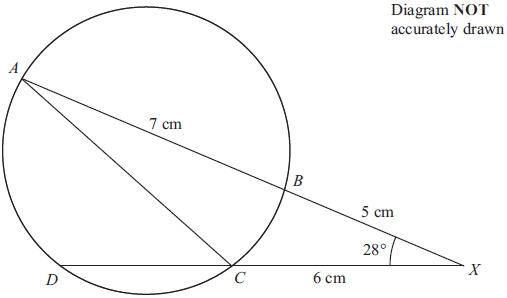 Diagram NOT
accurately drawn
A
7 cm
B
5 cm
28°
X
D
C
6 cm